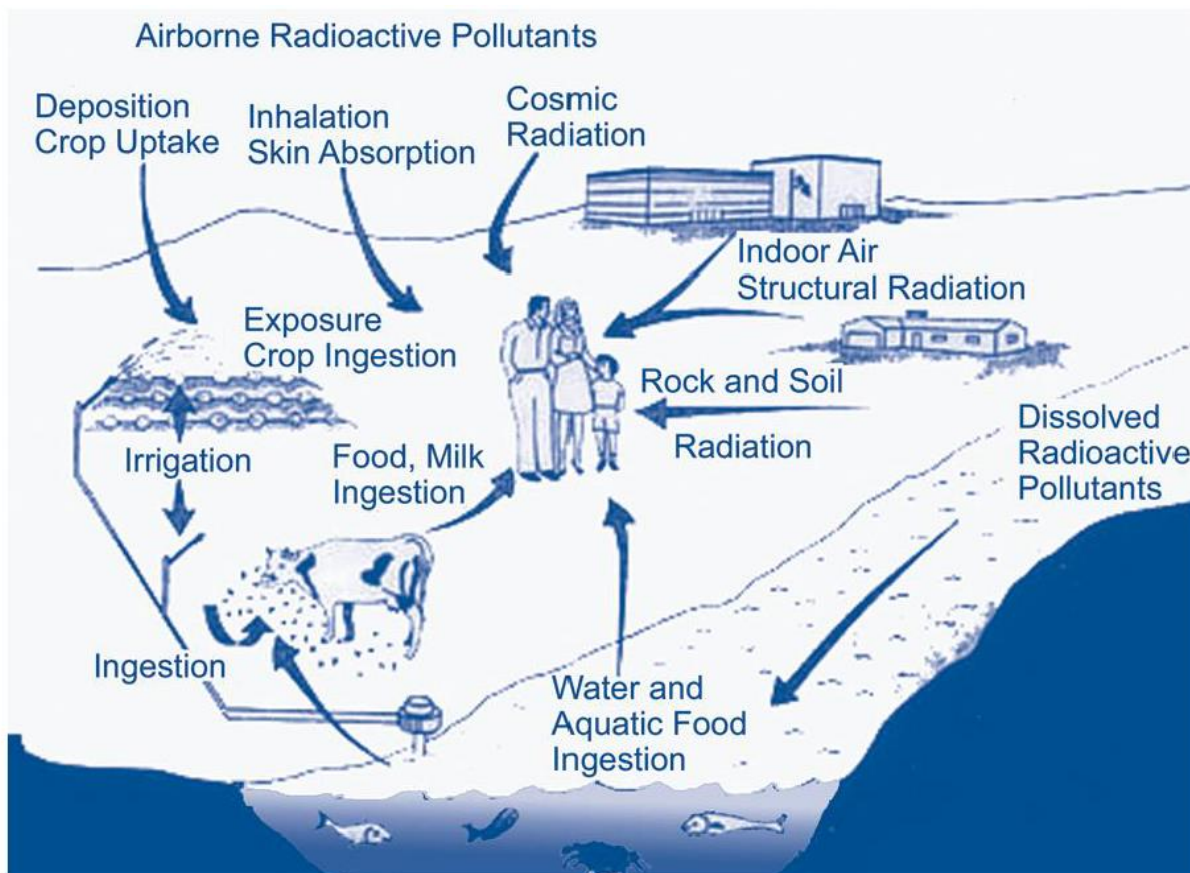 Airborne Radioactive Pollutants
Deposition
Crop Uptake
Inhalation
Skin Absorption
Cosmic
Radiation
Indoor Air
Structural Radiation
Exposure
Crop Ingestion
Rock and Soil
Radiation
Dissolved
Radioactive
Pollutants
Irrigation
Food, Milk
Ingestion
Ingestion
Water and
Aquatic Food
Ingestion